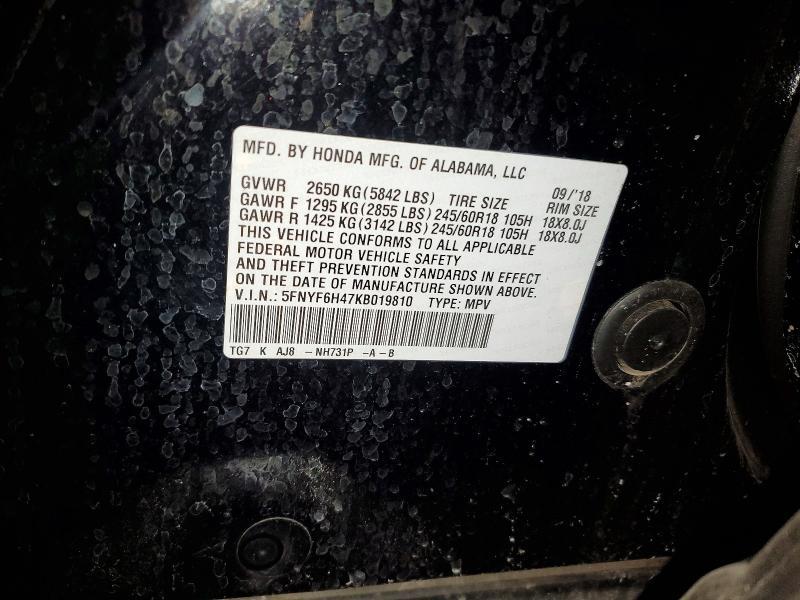 MFD. BY HONDA MFG. OF ALABAMA, LLC
09/'18
GVWR 2650 KG (5842 LBS) TIRE SIZE RIM SIZE
GAWR F 1295 KG (2855 LBS) 245/60R18 105H 18X8.0J
GAWR R 1425 KG (3142 LBS) 245/60R18 105H 18X8.0J
THIS VEHICLE CONFORMS TO ALL APPLICABLE
FEDERAL MOTOR VEHICLE SAFETY
AND THEFT PREVENTION STANDARDS IN EFFECT
ON THE DATE OF MANUFACTURE SHOWN ABOVE.
V.I.N.: 5FNYF6H47KB019810 TYPE: MPV
TG7 K AJ8 -NH731P -A -B